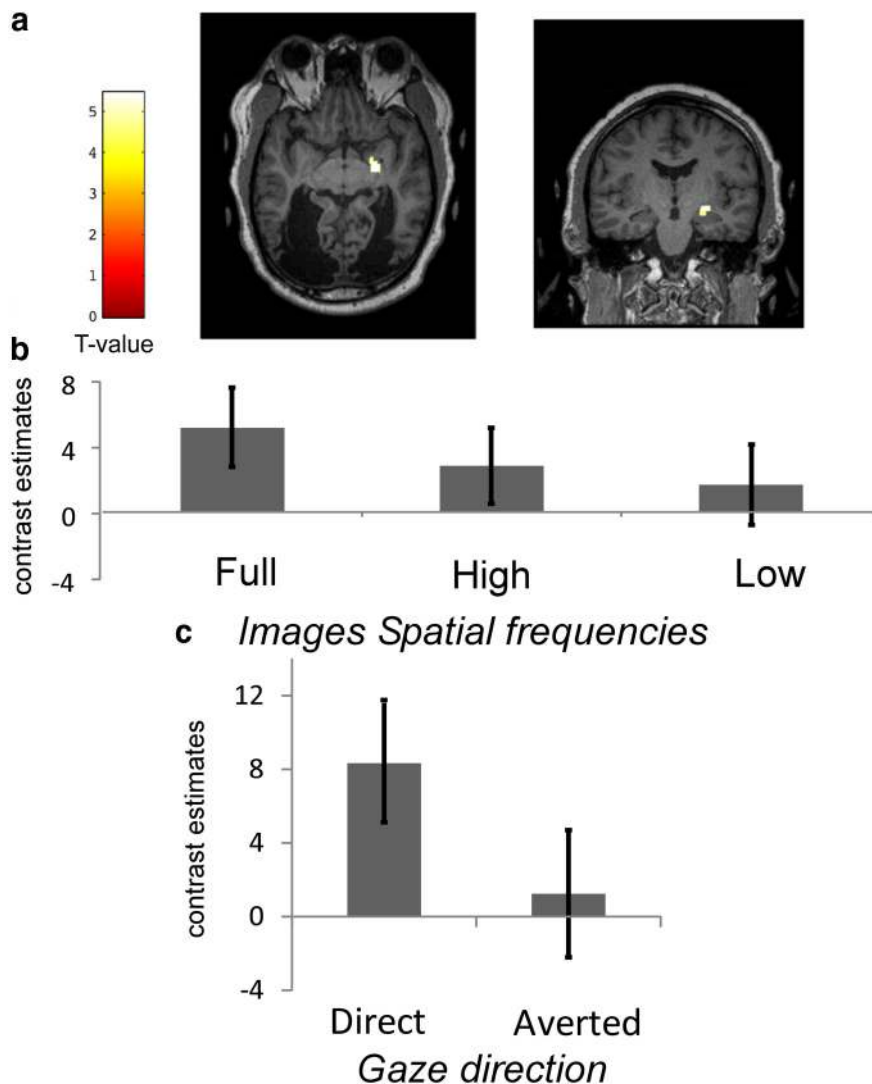 a
5
4
3
2
1
0
T-value
b
contrast estimates
8
4
0
-4
Full High Low
Images Spatial frequencies
c
contrast estimates
12
8
4
0
-4
Direct Averted
Gaze direction